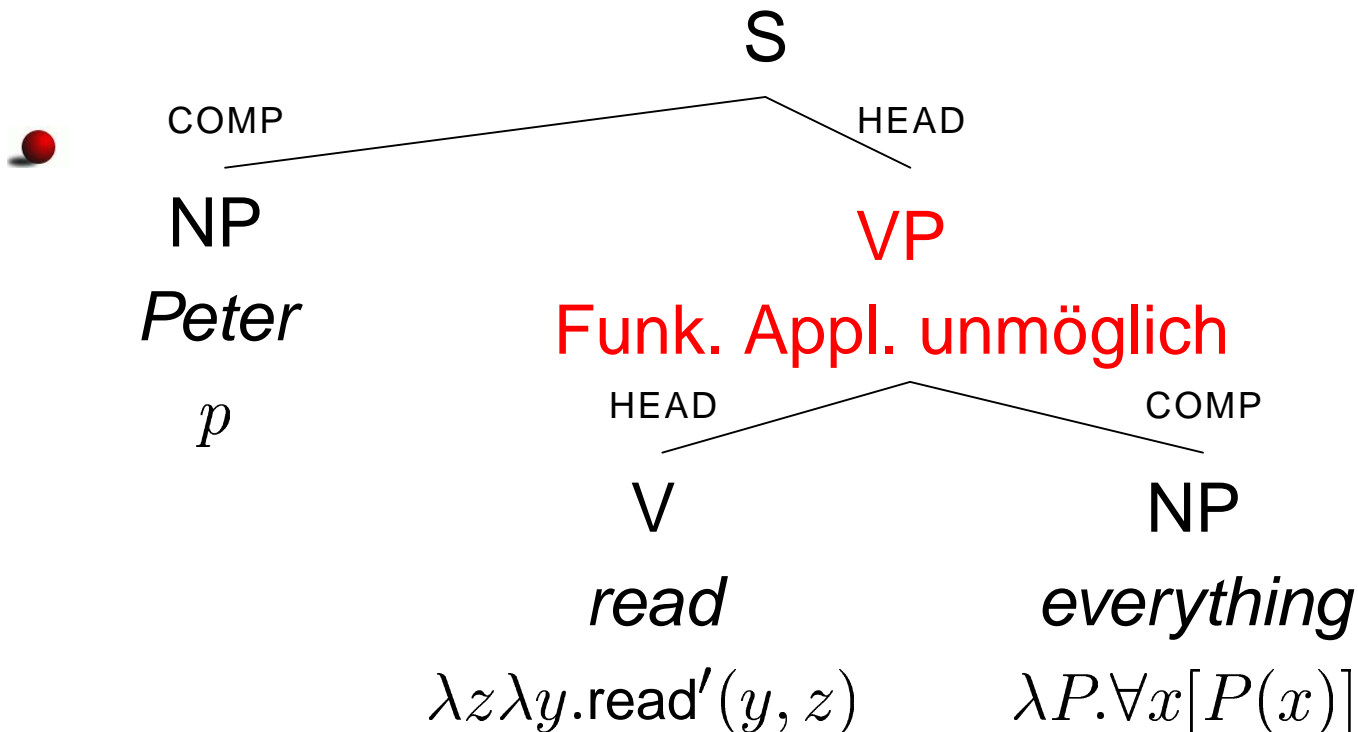 S
COMP HEAD
NP VP
Peter Funk. Appl. unmöglich
p
HEAD COMP
V NP
read everything
λzλy.read′(y, z) λP.∀x[P(x)]